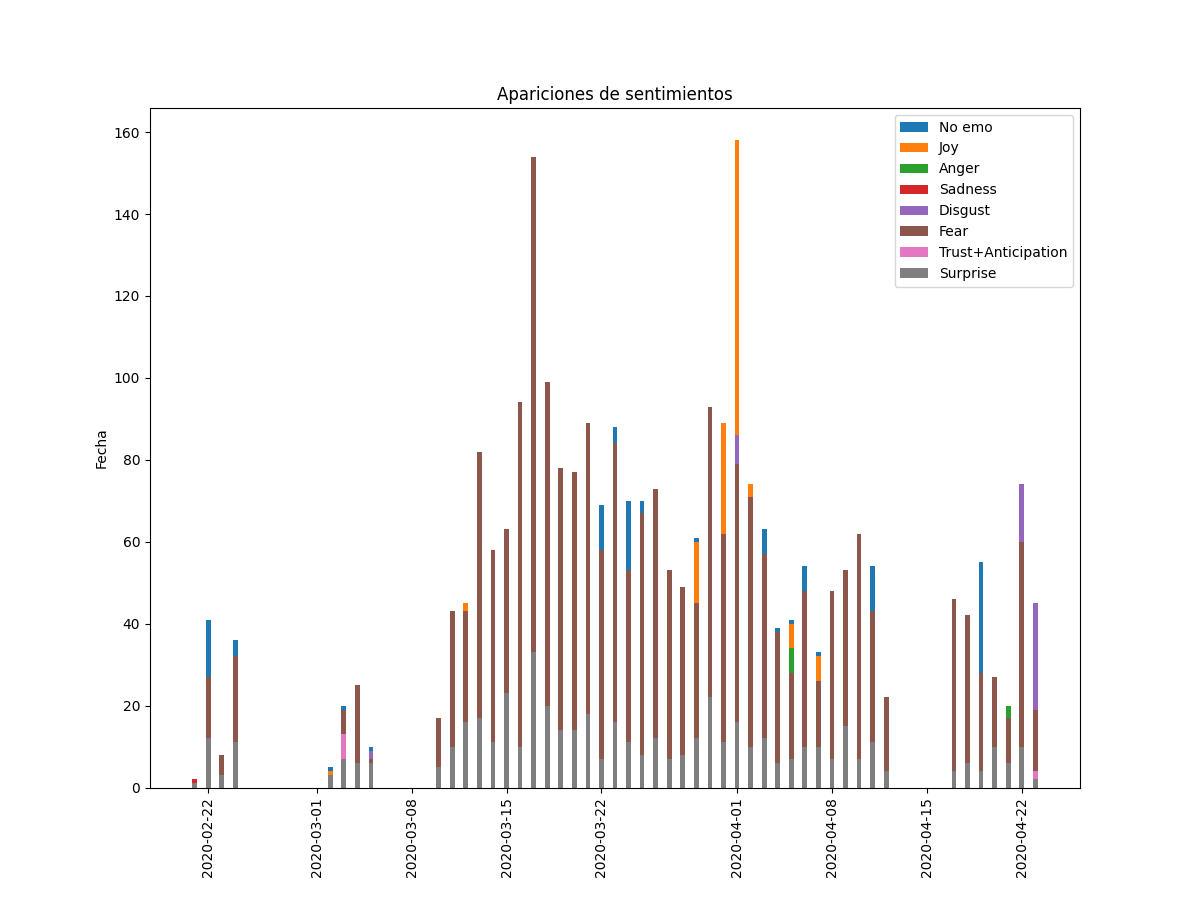 Apariciones de sentimientos
No emo
Joy
Anger
Sadness
Disgust
Fear
Trust+Anticipation
Surprise
Fecha
160
140
120
100
80
60
40
20
0
2020-02-22
2020-03-01
2020-03-08
2020-03-15
2020-03-22
2020-04-01
2020-04-08
2020-04-15
2020-04-22